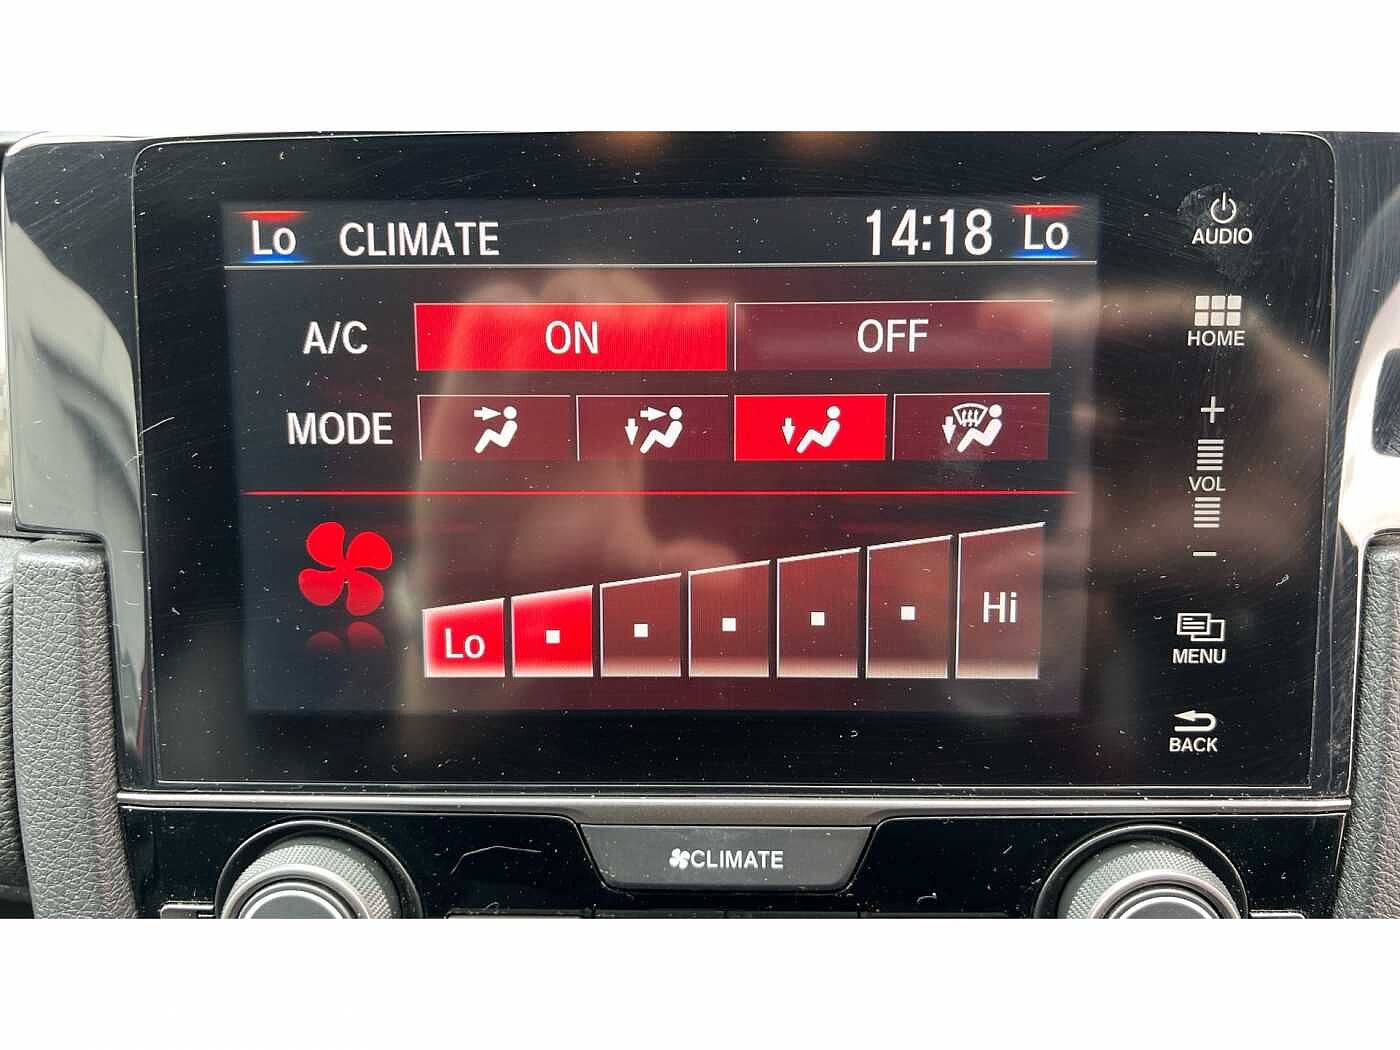 Lo CLIMATE 14:18 Lo
AUDIO
A/C ON OFF
HOME
MODE
+
VOL
−
Lo Hi
MENU
BACK
CLIMATE